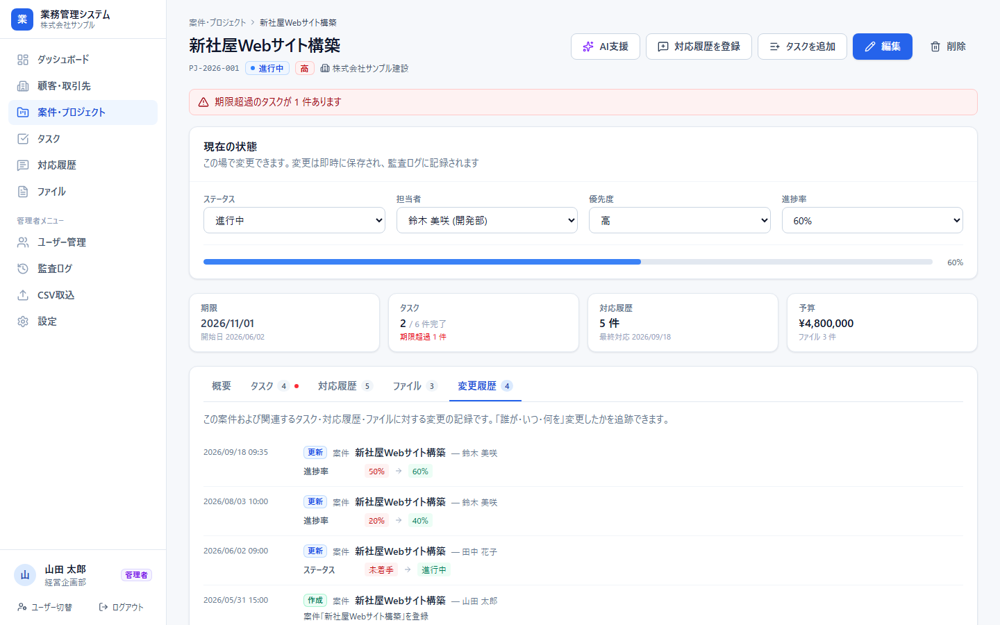 業
業務管理システム
株式会社サンプル
ダッシュボード
顧客・取引先
案件・プロジェクト
タスク
対応履歴
ファイル
管理者メニュー
ユーザー管理
監査ログ
CSV取込
設定
山
山田 太郎
経営企画部
管理者
ユーザー切替
ログアウト
案件・プロジェクト > 新社屋Webサイト構築
新社屋Webサイト構築
PJ-2026-001 進行中 高 株式会社サンプル建設
AI支援
対応履歴を登録
タスクを追加
編集
削除
期限超過のタスクが 1 件あります
現在の状態
この場で変更できます。変更は即時に保存され、監査ログに記録されます
ステータス
進行中
担当者
鈴木 美咲 (開発部)
優先度
高
進捗率
60%
60%
期限
2026/11/01
開始日 2026/06/02
タスク
2 / 6 件完了
期限超過 1 件
対応履歴
5 件
最終対応 2026/09/18
予算
¥4,800,000
ファイル 3 件
概要 タスク 4 対応履歴 5 ファイル 3 変更履歴 4
この案件および関連するタスク・対応履歴・ファイルに対する変更の記録です。「誰が・いつ・何を」変更したかを追跡できます。
2026/09/18 09:35 更新 案件 新社屋Webサイト構築 — 鈴木 美咲
進捗率 50% → 60%
2026/08/03 10:00 更新 案件 新社屋Webサイト構築 — 鈴木 美咲
進捗率 20% → 40%
2026/06/02 09:00 更新 案件 新社屋Webサイト構築 — 田中 花子
ステータス 未着手 → 進行中
2026/05/31 15:00 作成 案件 新社屋Webサイト構築 — 山田 太郎
案件「新社屋Webサイト構築」を登録